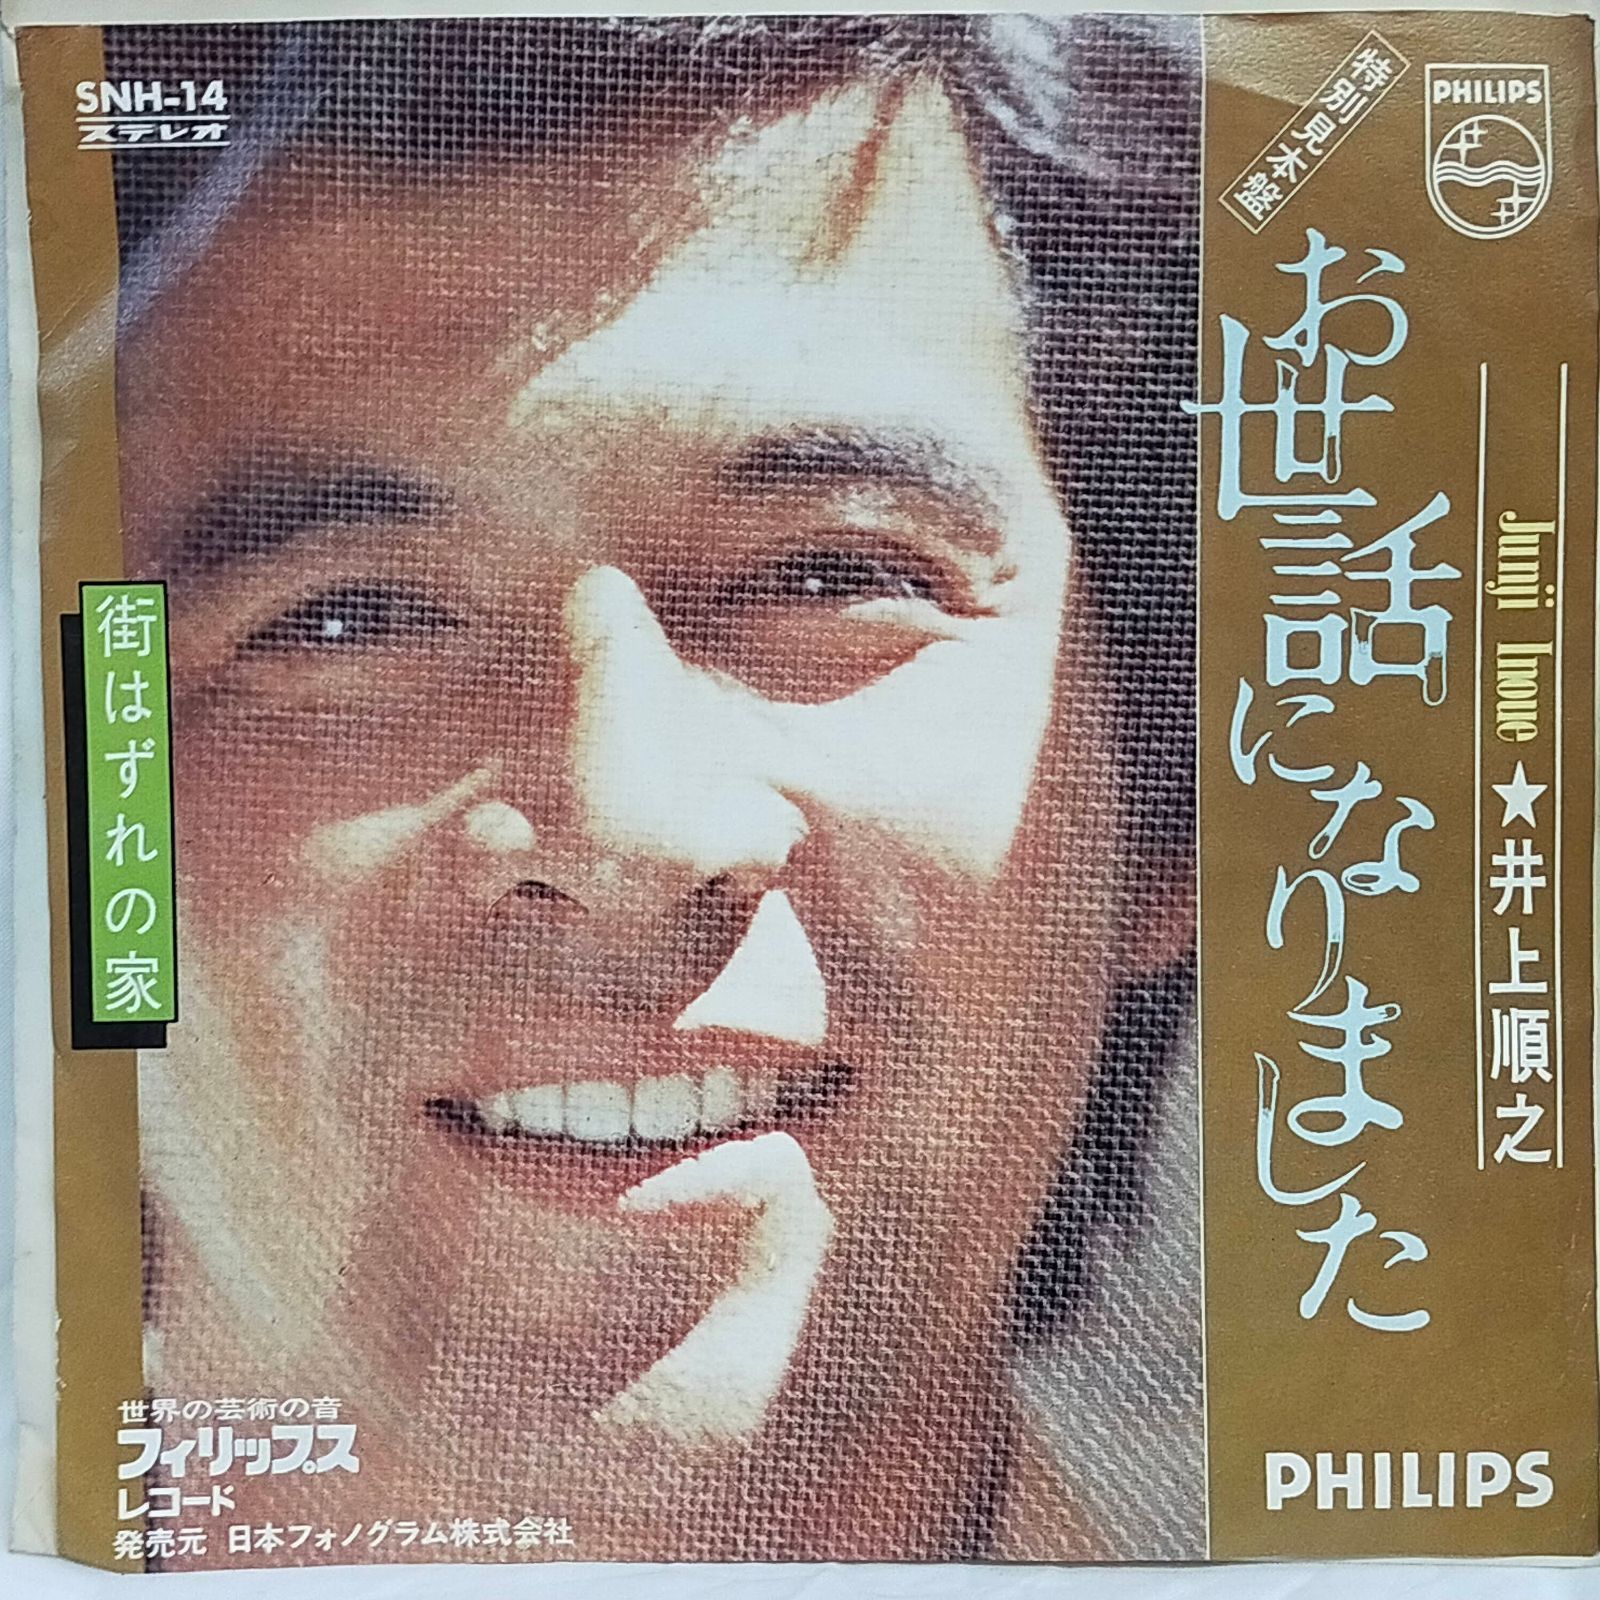 SNH-14
ステレオ
特別見本盤
PHILIPS
お世話になりました
Junji Inoue ★井上順之
街はずれの家
世界の芸術の音
フィリップス
レコード
発売元 日本フォノグラム株式会社
PHILIPS